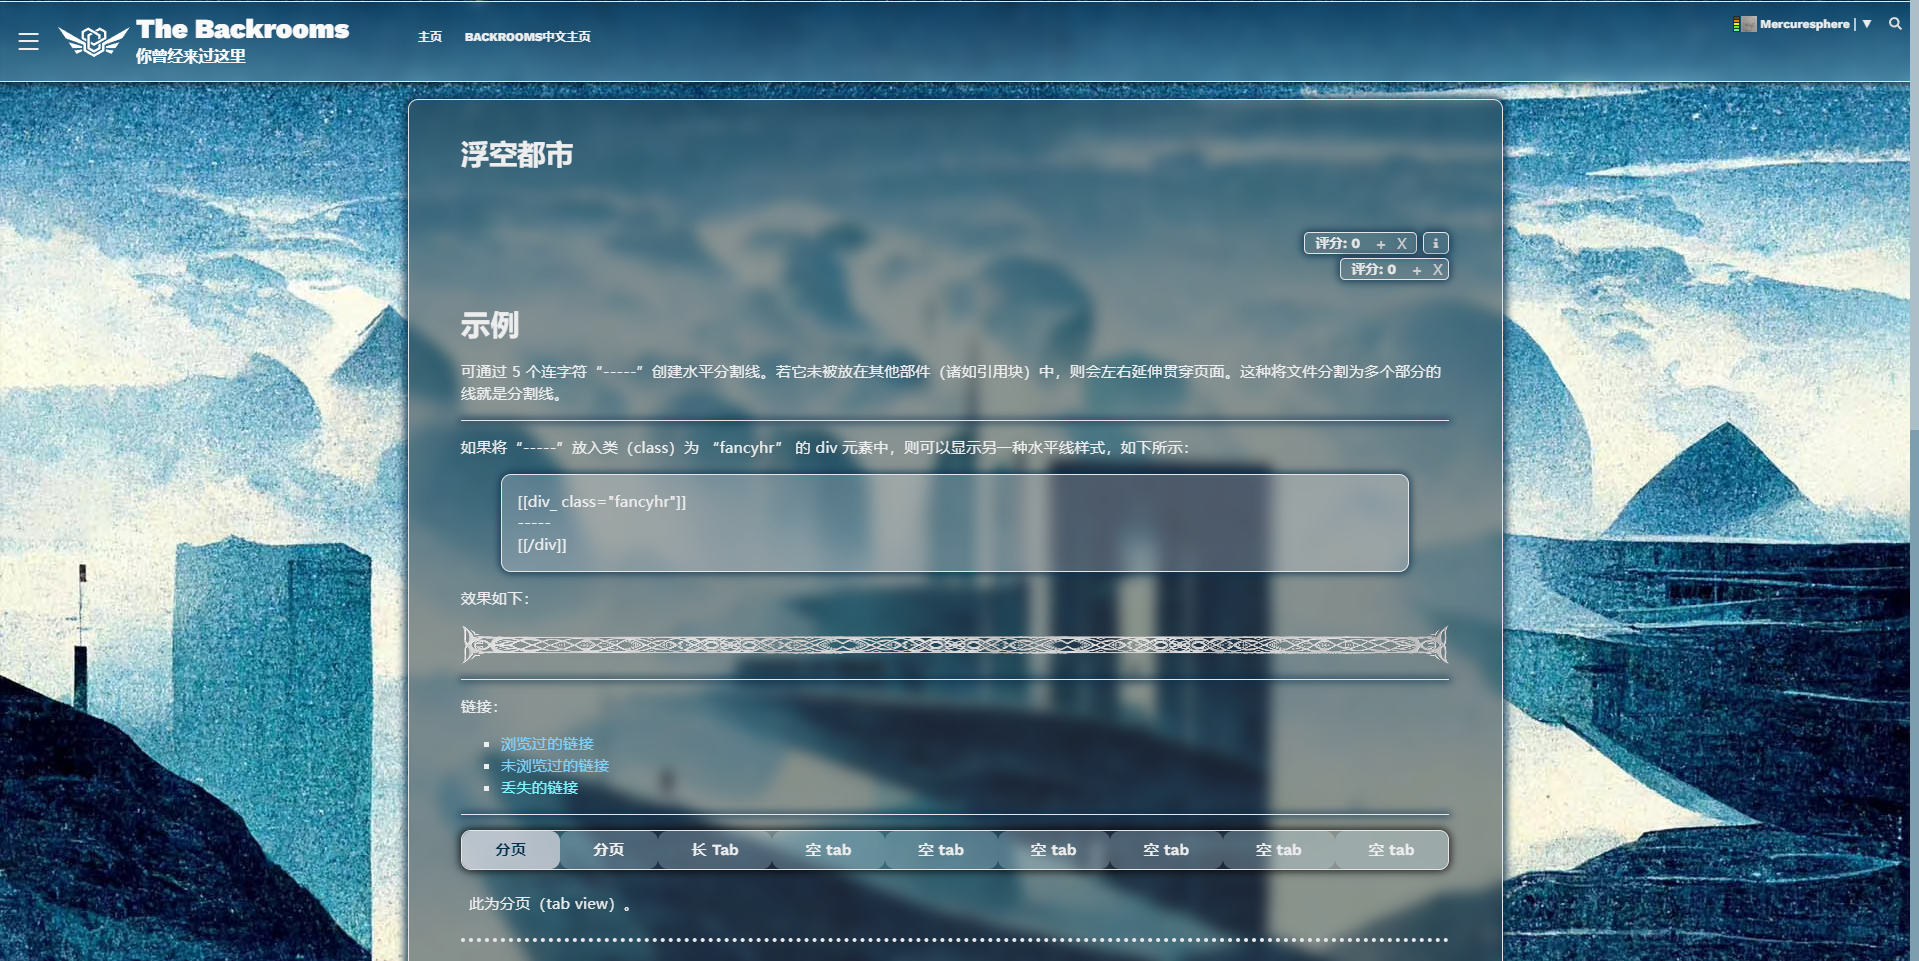 The Backrooms
你曾经来过这里
主页 BACKROOMS中文主页
Mercuresphere | ▼
浮空都市
评分: 0 + X i
评分: 0 + X
示例
可通过 5 个连字符“-----”创建水平分割线。若它未被放在其他部件（诸如引用块）中，则会左右延伸贯穿页面。这种将文件分割为多个部分的
线就是分割线。
如果将“-----”放入类（class）为 “fancyhr” 的 div 元素中，则可以显示另一种水平线样式，如下所示：
[[div_ class="fancyhr"]]
-----
[[/div]]
效果如下：
链接：
浏览过的链接
未浏览过的链接
丢失的链接
分页 分页 长 Tab 空 tab 空 tab 空 tab 空 tab 空 tab 空 tab
此为分页（tab view）。